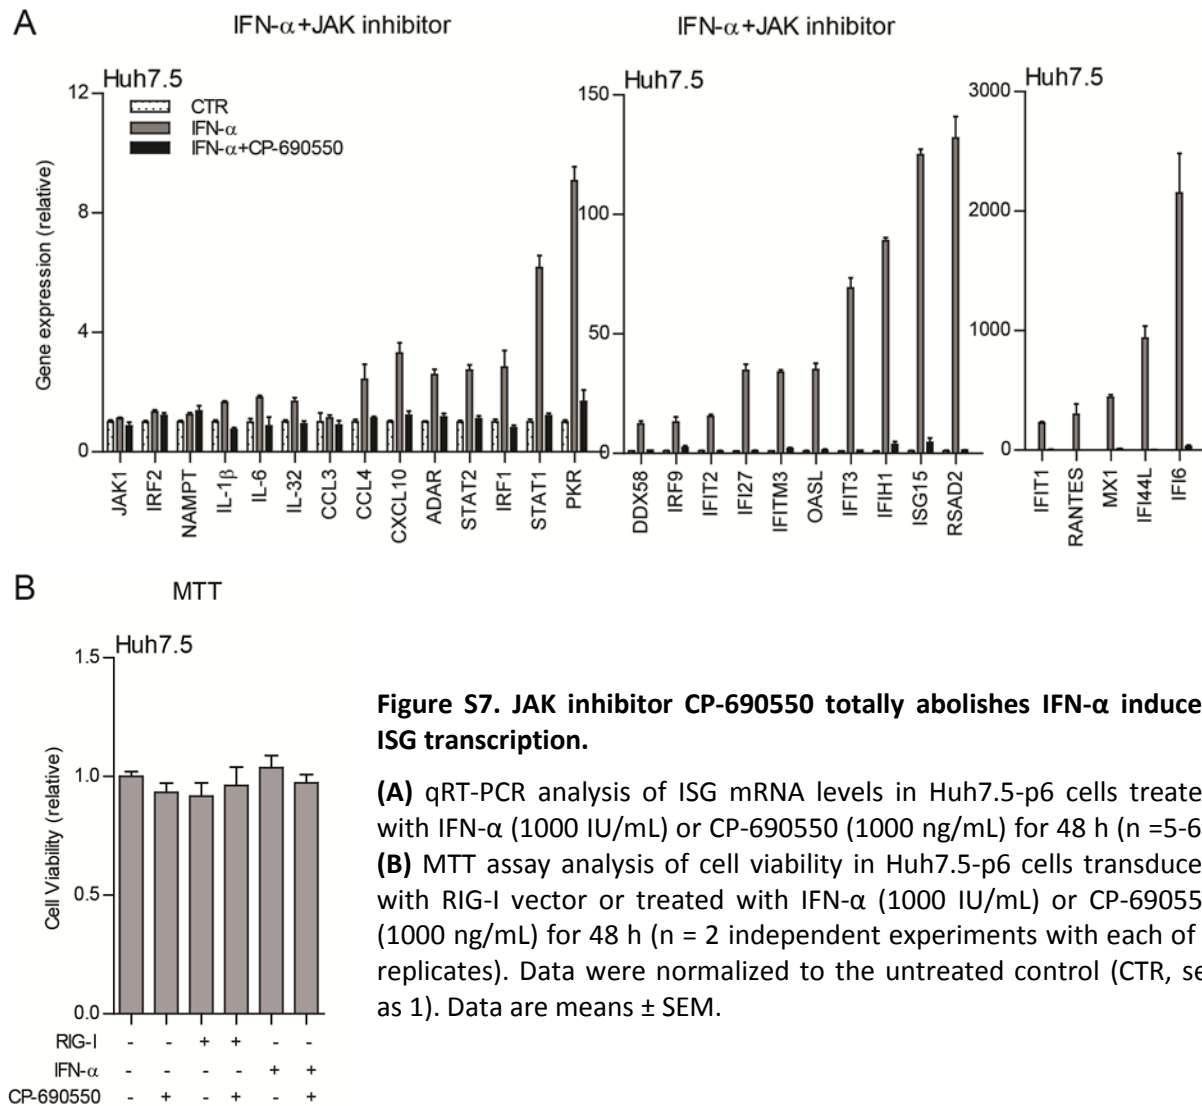 A
IFN-α+JAK inhibitor
IFN-α+JAK inhibitor
Huh7.5
CTR
IFN-α
IFN-α+CP-690550
Gene expression (relative)
12
8
4
0
JAK1
IRF2
NAMPT
IL-1β
IL-6
IL-32
CCL3
CCL4
CXCL10
ADAR
STAT2
IRF1
STAT1
PKR
Huh7.5
150
100
50
0
DDX58
IRF9
IFIT2
IFI27
IFITM3
OASL
IFIT3
IFIH1
ISG15
RSAD2
Huh7.5
3000
2000
1000
0
IFIT1
RANTES
MX1
IFI44L
IFI6
B
MTT
Huh7.5
Cell Viability (relative)
1.5
1.0
0.5
0.0
RIG-I - - + + - -
IFN-α - - - - + +
CP-690550 - + - + - +
Figure S7. JAK inhibitor CP-690550 totally abolishes IFN-α induce
ISG transcription.
(A) qRT-PCR analysis of ISG mRNA levels in Huh7.5-p6 cells treate
with IFN-α (1000 IU/mL) or CP-690550 (1000 ng/mL) for 48 h (n =5-6
(B) MTT assay analysis of cell viability in Huh7.5-p6 cells transduce
with RIG-I vector or treated with IFN-α (1000 IU/mL) or CP-69055
(1000 ng/mL) for 48 h (n = 2 independent experiments with each of
replicates). Data were normalized to the untreated control (CTR, se
as 1). Data are means ± SEM.